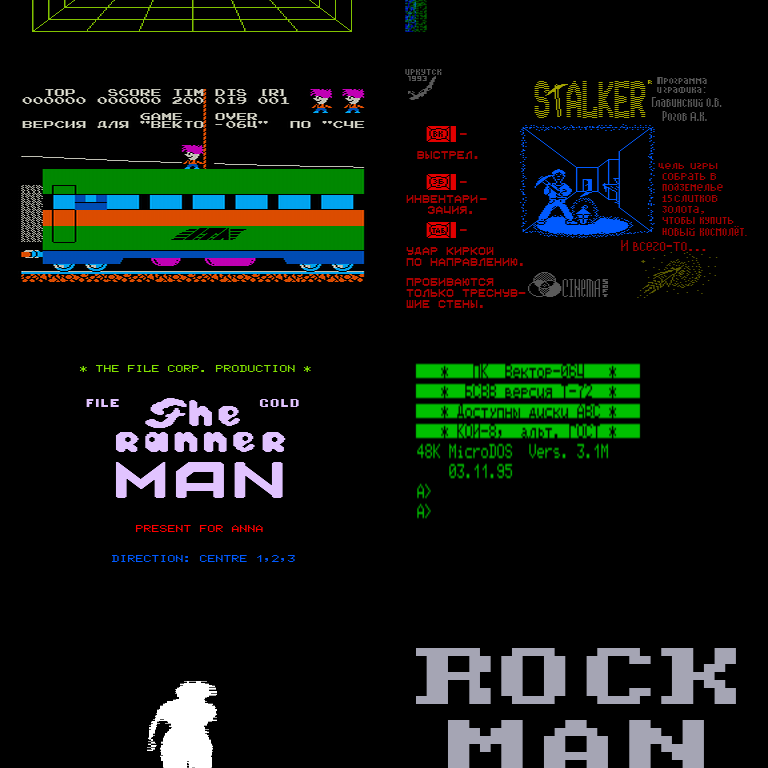 TOP SCORE TIM DIS [R]
000000 000000 200 019 001
GAME OVER
ВЕРСИЯ ДЛЯ "ВЕКТО -06Ц" ПО "СЧЕ
ИРКУТСК
1993
STALKER
Программа
играфика:
Главинский О.В.
Рогов А.К.
-
ВЫСТРЕЛ.
-
ИНВЕНТАРИ-
ЗАЦИЯ.
-
УДАР КИРКОЙ
ПО НАПРАВЛЕНИЮ.
ПРОБИВАЮТСЯ
ТОЛЬКО ТРЕСНУВ-
ШИЕ СТЕНЫ.
ЦЕЛЬ ИГРЫ
СОБРАТЬ В
ПОДЗЕМЕЛЬЕ
15 СЛИТКОВ
ЗОЛОТА,
ЧТОБЫ КУПИТЬ
НОВЫЙ КОСМОЛЯТ.
И всего-то...
CINEMA
* THE FILE CORP. PRODUCTION *
FILE GOLD
The
RANNER
MAN
PRESENT FOR ANNA
DIRECTION: CENTRE 1,2,3
* ПК Вектор-06Ц *
* БСВВ версия Т-72 *
* Доступны диски ABC *
* КОИ-8, альт. ГОСТ *
48K MicroDOS Vers. 3.1M
03.11.95
A>
A>
ROCK
MAN